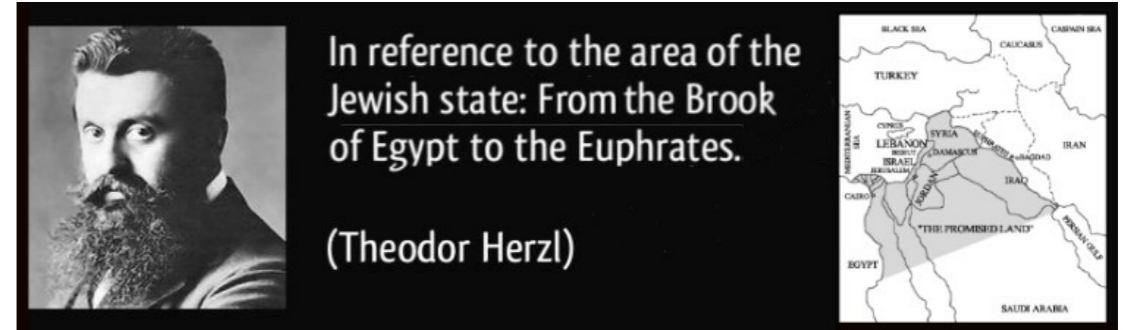 In reference to the area of the
Jewish state: From the Brook
of Egypt to the Euphrates.
(Theodor Herzl)
BLACK SEA
CASPAIN SEA
CAUCASUS
TURKEY
MEDITERRANEAN
SEA
CYPRUS
SYRIA
LEBANON
BEIRUT
DAMASCUS
EUPHRATES
BAGDAD
IRAN
ISRAEL
JERUSALEM
IRAQ
CAIRO
JORDAN
"THE PROMISED LAND"
PERSIAN GULF
EGYPT
SAUDI ARABIA